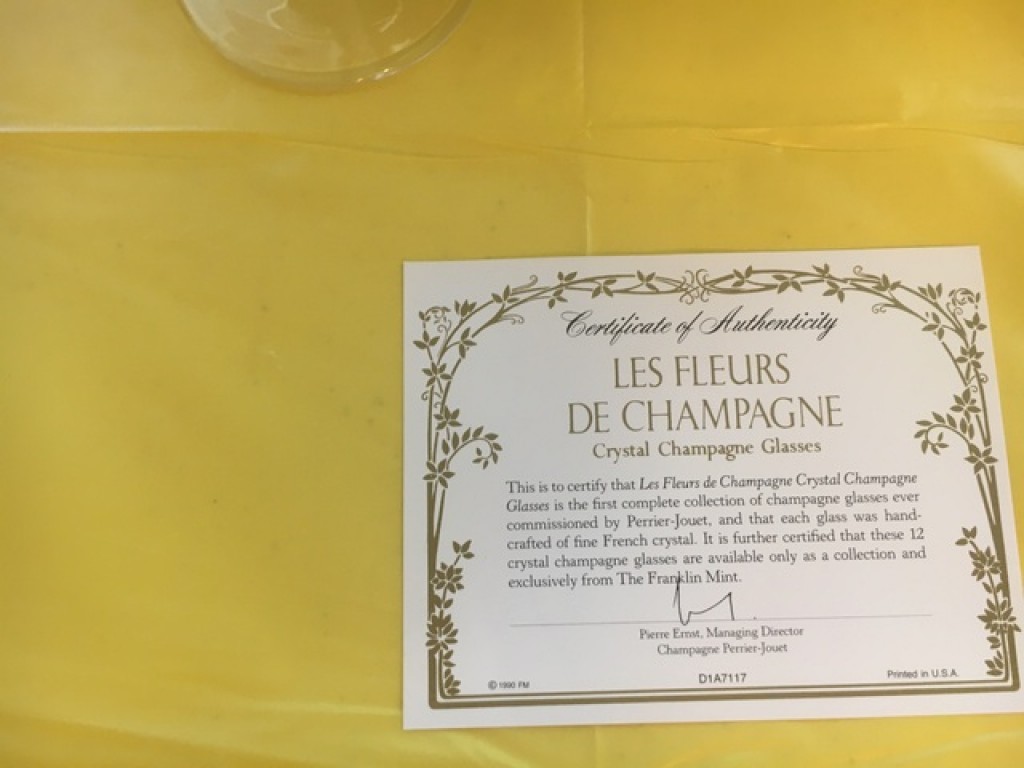 Certificate of Authenticity
LES FLEURS
DE CHAMPAGNE
Crystal Champagne Glasses
This is to certify that Les Fleurs de Champagne Crystal Champagne
Glasses is the first complete collection of champagne glasses ever
commissioned by Perrier-Jouet, and that each glass was hand-
crafted of fine French crystal. It is further certified that these 12
crystal champagne glasses are available only as a collection and
exclusively from The Franklin Mint.
Pierre Ernst, Managing Director
Champagne Perrier-Jouet
© 1990 FM
D1A7117
Printed in U.S.A.